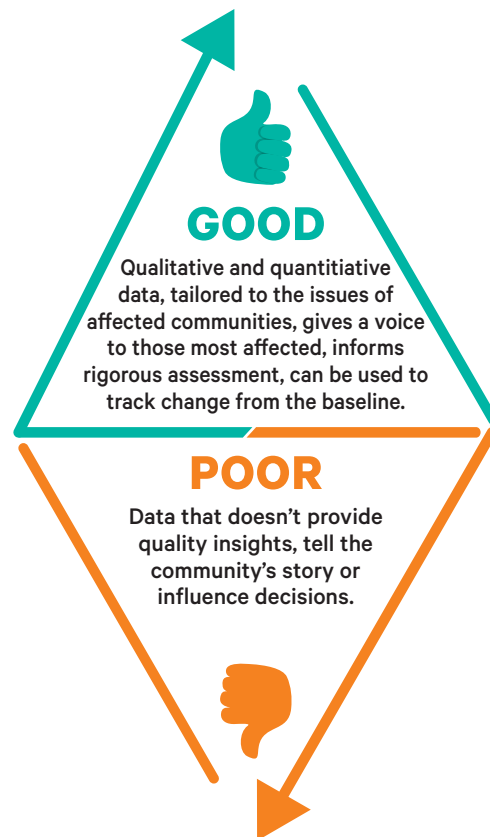 GOOD
Qualitative and quantitiative
data, tailored to the issues of
affected communities, gives a voice
to those most affected, informs
rigorous assessment, can be used to
track change from the baseline.
POOR
Data that doesn’t provide
quality insights, tell the
community’s story or
influence decisions.